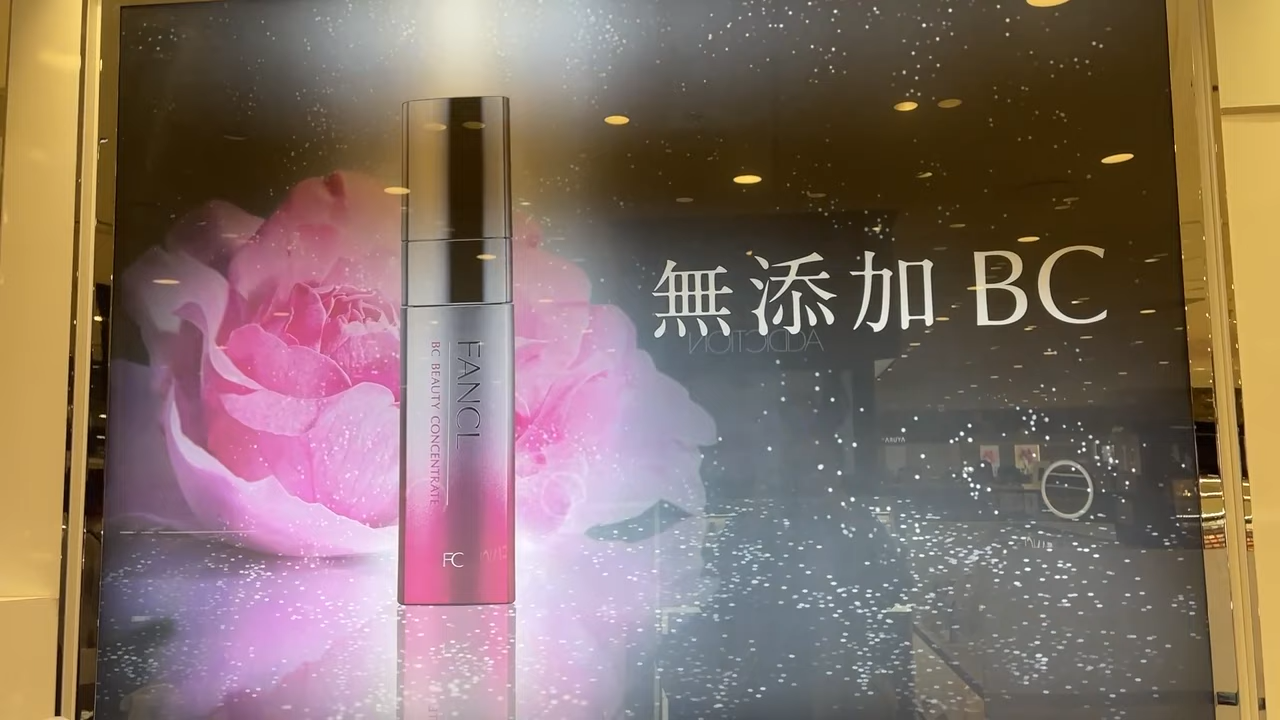 FANCL
BC BEAUTY CONCENTRATE
FC
無添加 BC
ADDICTION